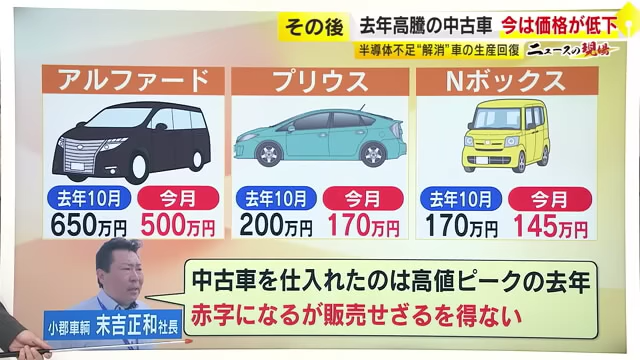 その後
去年高騰の中古車 今は価格が低下
半導体不足"解消"車の生産回復
ニュースの現場
アルファード
プリウス
Nボックス
去年10月 今月
650万円 500万円
去年10月 今月
200万円 170万円
去年10月 今月
170万円 145万円
中古車を仕入れたのは高値ピークの去年
赤字になるが販売せざるを得ない
小郡車輌 末吉正和社長